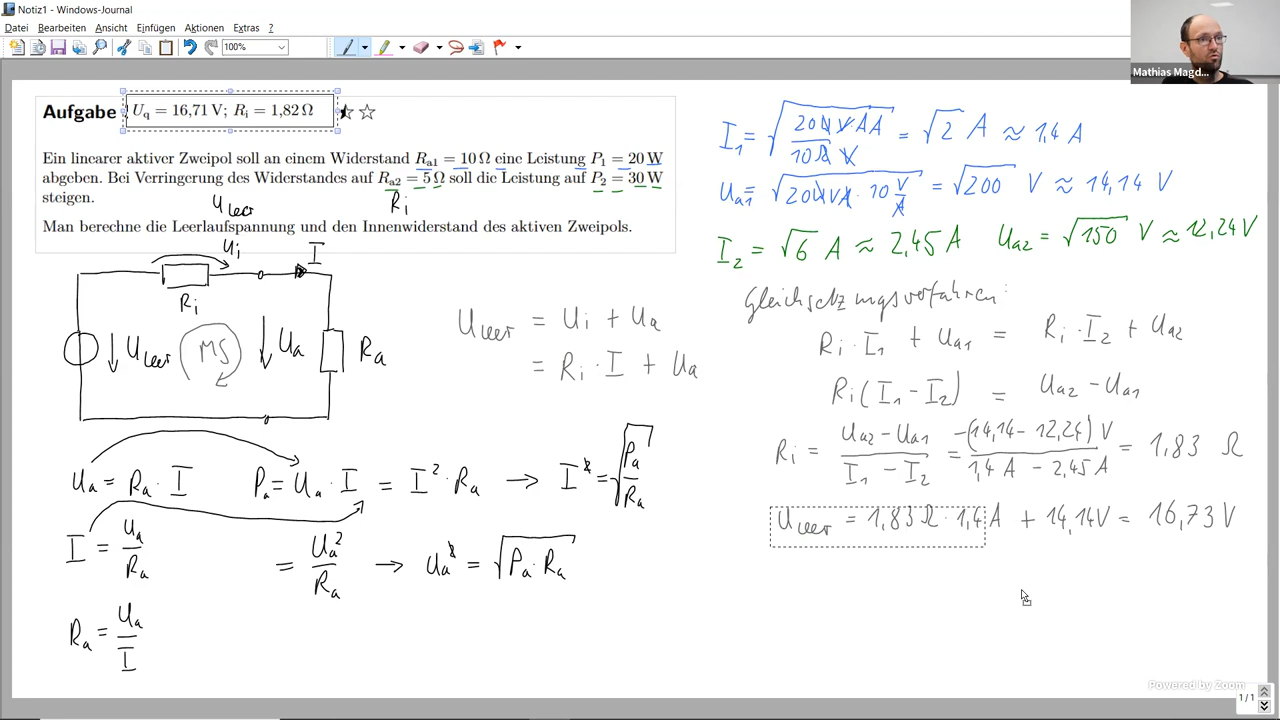 Notiz1 - Windows-Journal
Datei Bearbeiten Ansicht Einfügen Aktionen Extras ?
100%
Mathias Magd...
Aufgabe U_q = 16,71 V; R_i = 1,82 Ω ★☆
Ein linearer aktiver Zweipol soll an einem Widerstand R_a1 = 10 Ω eine Leistung P_1 = 20 W
abgeben. Bei Verringerung des Widerstandes auf R_a2 = 5 Ω soll die Leistung auf P_2 = 30 W
steigen.
U_leer R_i
Man berechne die Leerlaufspannung und den Innenwiderstand des aktiven Zweipols.
U_i I
R_i
U_leer MS U_a R_a
U_leer = U_i + U_a
= R_i · I + U_a
U_a = R_a · I P_a = U_a · I = I² · R_a → I² = √(P_a/R_a)
I = U_a/R_a = U_a²/R_a → U_a² = √(P_a · R_a)
R_a = U_a/I
I_1 = √(20 W V A A / 10 Ω V) = √2 A ≈ 1,4 A
U_a1 = √(20 W V A · 10 V/A) = √200 V ≈ 14,14 V
I_2 = √6 A ≈ 2,45 A U_a2 = √150 V ≈ 12,24 V
Gleichsetzungsverfahren:
R_i · I_1 + U_a1 = R_i · I_2 + U_a2
R_i (I_1 - I_2) = U_a2 - U_a1
R_i = (U_a2 - U_a1)/(I_1 - I_2) = -(14,14 - 12,24) V/(1,4 A - 2,45 A) = 1,83 Ω
U_leer = 1,83 Ω · 1,4 A + 14,14 V = 16,73 V
Powered by Zoom
1/1